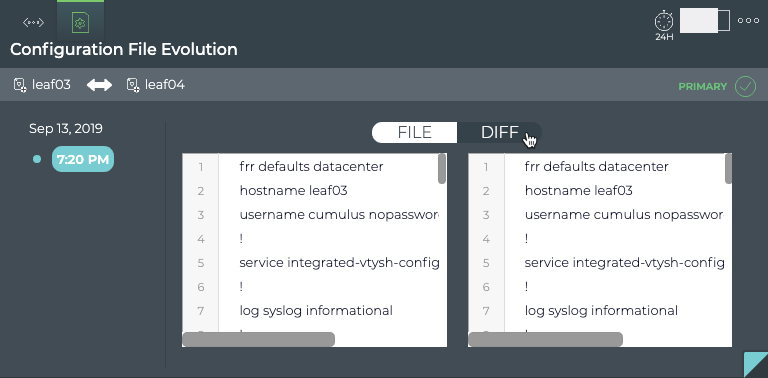 24H
Configuration File Evolution
leaf03
leaf04
PRIMARY
Sep 13, 2019
7:20 PM
FILE
DIFF
1 frr defaults datacenter
2 hostname leaf03
3 username cumulus nopasswor
4 !
5 service integrated-vtysh-config
6 !
7 log syslog informational
1 frr defaults datacenter
2 hostname leaf03
3 username cumulus nopasswor
4 !
5 service integrated-vtysh-config
6 !
7 log syslog informational